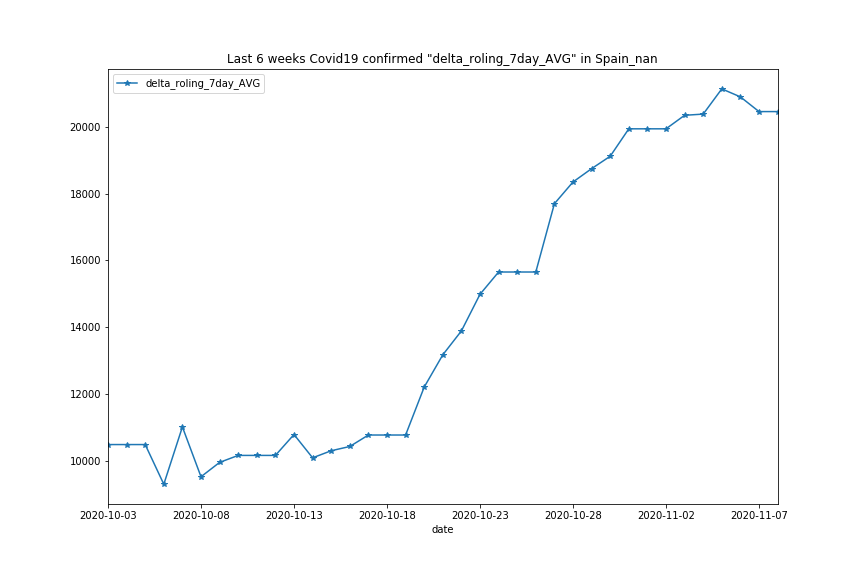 Last 6 weeks Covid19 confirmed "delta_roling_7day_AVG" in Spain_nan
delta_roling_7day_AVG
20000
18000
16000
14000
12000
10000
2020-10-03 2020-10-08 2020-10-13 2020-10-18 2020-10-23 2020-10-28 2020-11-02 2020-11-07
date